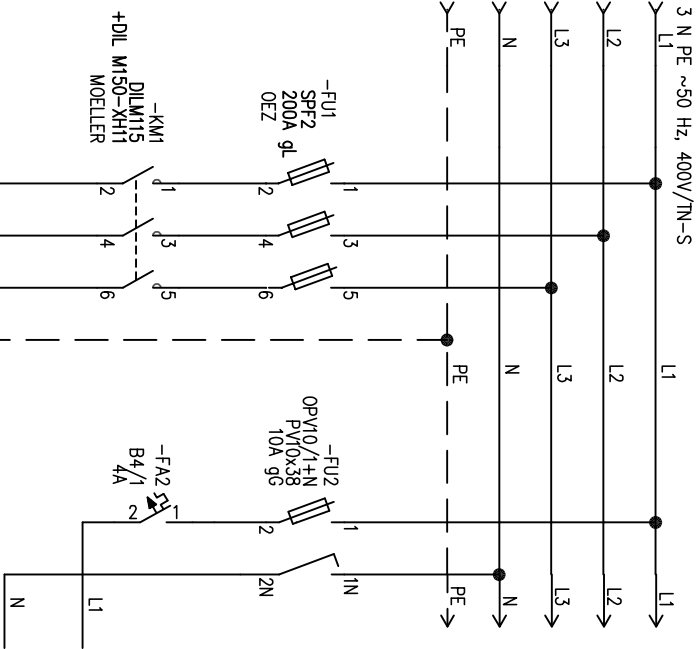 3 N PE ~50 Hz, 400V/TN-S
L1
L1
L1
L2
L2
L2
L3
L3
L3
N
N
N
PE
PE
PE
-FU1
SPF2
200A gL
OEZ
1
2
3
4
5
6
-KM1
DILM115
+DIL M150-XH11
MOELLER
1
2
3
4
5
6
-FU2
OPV10/1+N
PV10x38
10A gG
1
2
1N
2N
-FA2
B4/1
4A
1
2
L1
N